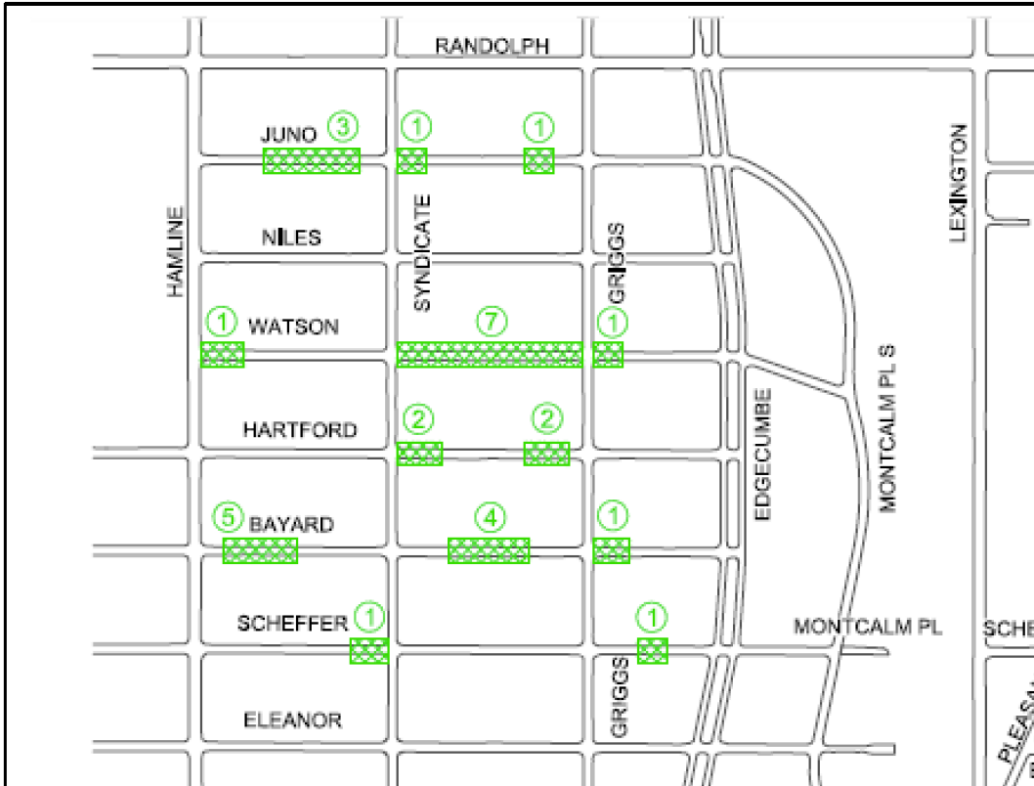 RANDOLPH
JUNO
3
1
1
LEXINGTON
HAMLINE
SYNDICATE
GRIGGS
NILES
1
WATSON
7
1
MONTCALM PL S
EDGECUMBE
HARTFORD
2
2
5
BAYARD
4
1
SCHEFFER
1
1
MONTCALM PL
SCHE
GRIGGS
ELEANOR
PLEASA